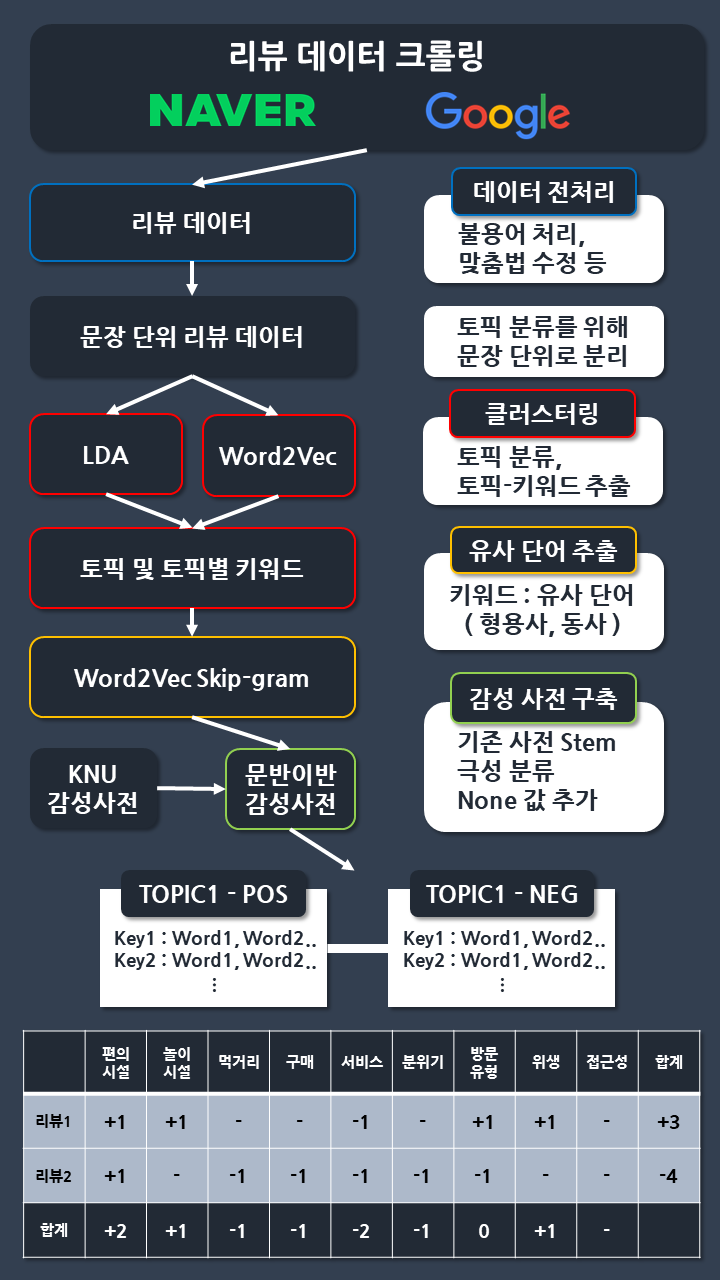 리뷰 데이터 크롤링
NAVER Google
리뷰 데이터
데이터 전처리
불용어 처리,
맞춤법 수정 등
문장 단위 리뷰 데이터
토픽 분류를 위해
문장 단위로 분리
LDA
Word2Vec
클러스터링
토픽 분류,
토픽-키워드 추출
토픽 및 토픽별 키워드
유사 단어 추출
키워드 : 유사 단어
( 형용사, 동사 )
Word2Vec Skip-gram
감성 사전 구축
기존 사전 Stem
극성 분류
None 값 추가
KNU
감성사전
문반이반
감성사전
TOPIC1 - POS
Key1 : Word1, Word2..
Key2 : Word1, Word2..
⋮
TOPIC1 - NEG
Key1 : Word1, Word2..
Key2 : Word1, Word2..
⋮
편의 시설 놀이 시설 먹거리 구매 서비스 분위기 방문 유형 위생 접근성 합계
리뷰1 +1 +1 - - -1 - +1 +1 - +3
리뷰2 +1 - -1 -1 -1 -1 -1 - - -4
합계 +2 +1 -1 -1 -2 -1 0 +1 -